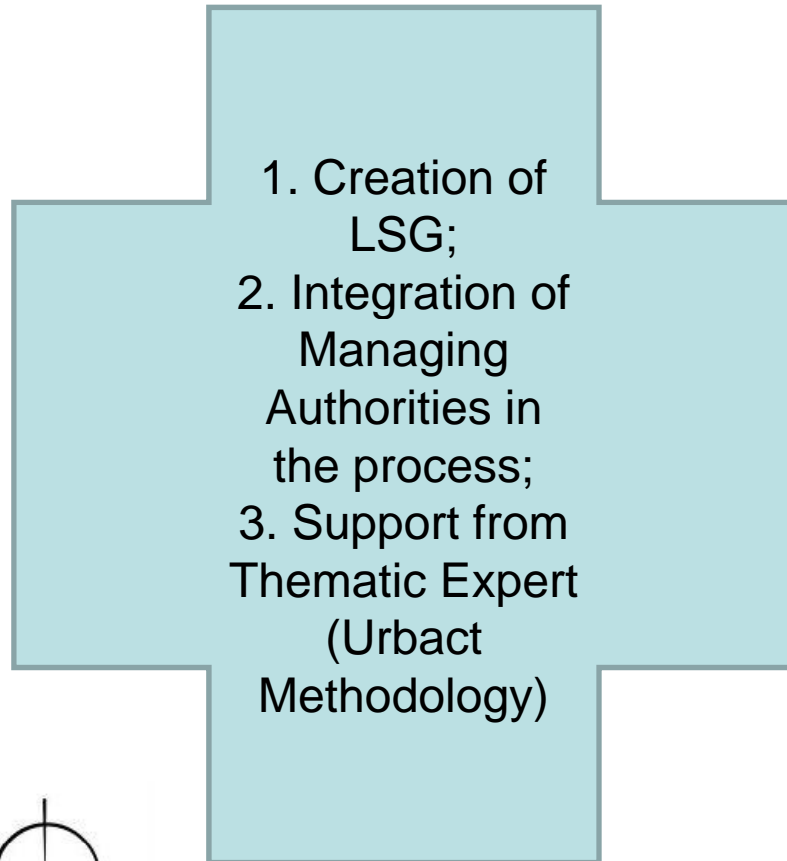 1. Creation of
LSG;
2. Integration of
Managing
Authorities in
the process;
3. Support from
Thematic Expert
(Urbact
Methodology)